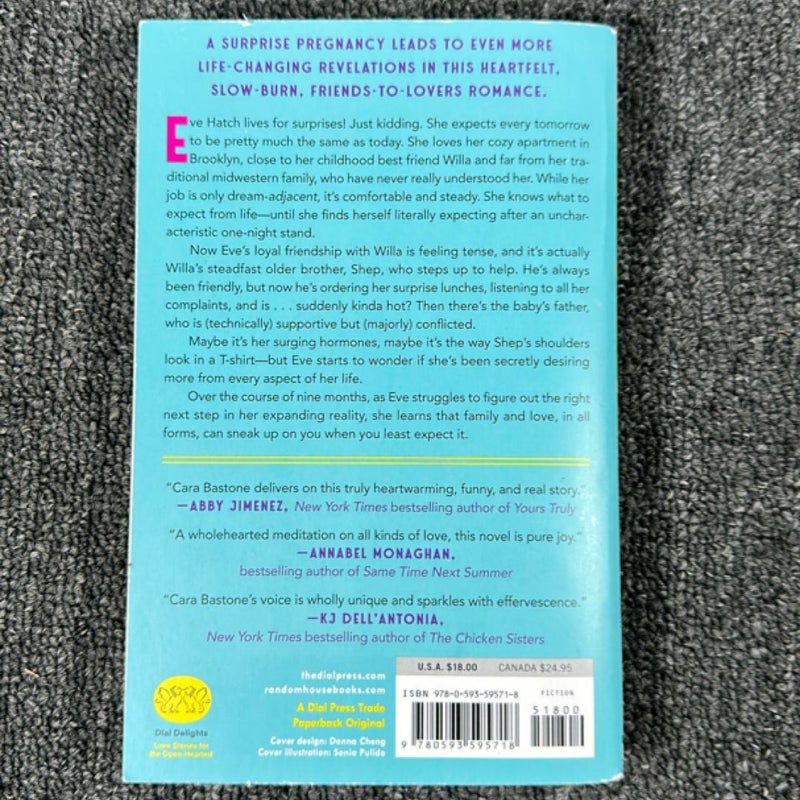 A SURPRISE PREGNANCY LEADS TO EVEN MORE
LIFE-CHANGING REVELATIONS IN THIS HEARTFELT,
SLOW-BURN, FRIENDS-TO-LOVERS ROMANCE.
Eve Hatch lives for surprises! Just kidding. She expects every tomorrow
to be pretty much the same as today. She loves her cozy apartment in
Brooklyn, close to her childhood best friend Willa and far from her tra-
ditional midwestern family, who have never really understood her. While her
job is only dream-adjacent, it's comfortable and steady. She knows what to
expect from life—until she finds herself literally expecting after an unchar-
acteristic one-night stand.
Now Eve's loyal friendship with Willa is feeling tense, and it's actually
Willa's steadfast older brother, Shep, who steps up to help. He's always
been friendly, but now he's ordering her surprise lunches, listening to all her
complaints, and is . . . suddenly kinda hot? Then there's the baby's father,
who is (technically) supportive but (majorly) conflicted.
Maybe it's her surging hormones, maybe it's the way Shep's shoulders
look in a T-shirt—but Eve starts to wonder if she's been secretly desiring
more from every aspect of her life.
Over the course of nine months, as Eve struggles to figure out the right
next step in her expanding reality, she learns that family and love, in all
forms, can sneak up on you when you least expect it.
"Cara Bastone delivers on this truly heartwarming, funny, and real story."
—ABBY JIMENEZ, New York Times bestselling author of Yours Truly
"A wholehearted meditation on all kinds of love, this novel is pure joy."
—ANNABEL MONAGHAN,
bestselling author of Same Time Next Summer
"Cara Bastone's voice is wholly unique and sparkles with effervescence."
—KJ DELL'ANTONIA,
New York Times bestselling author of The Chicken Sisters
thedialpress.com
randomhousebooks.com
A Dial Press Trade
Paperback Original
Cover design: Donna Cheng
Cover illustration: Sonia Pulido
Dial Delights
Love Stories for
the Open-Hearted
U.S.A. $18.00 CANADA $24.95
ISBN 978-0-593-59571-8 FICTION
51800
9 780593 595718